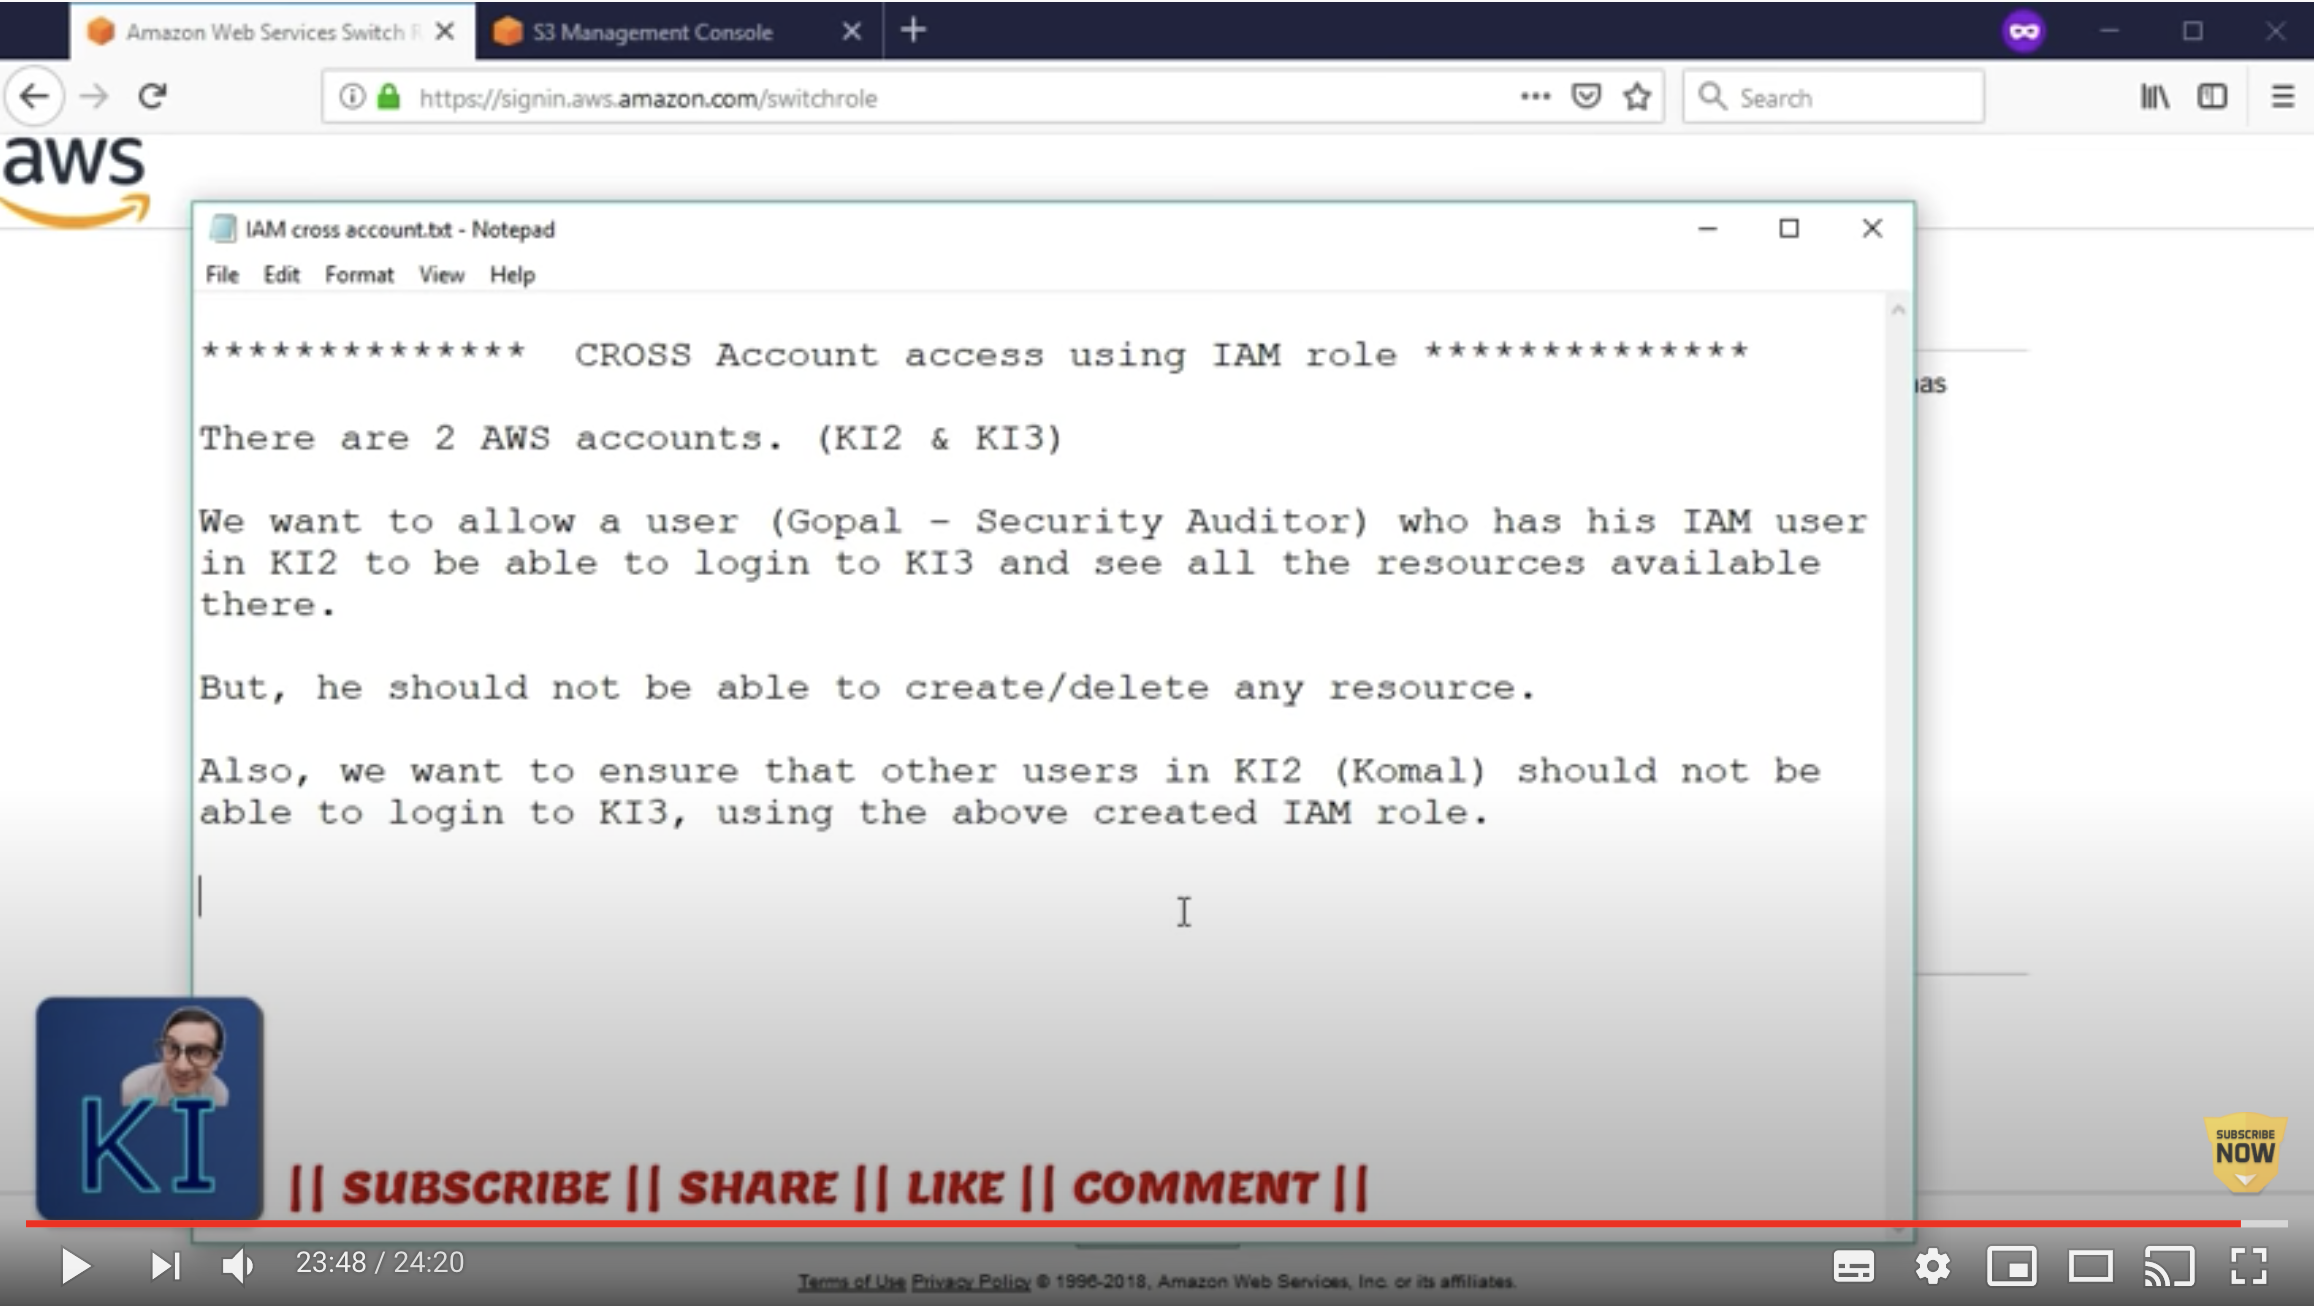 Amazon Web Services Switch
S3 Management Console
https://signin.aws.amazon.com/switchrole
Search
aws
IAM cross account.txt - Notepad
File Edit Format View Help
************** CROSS Account access using IAM role **************
There are 2 AWS accounts. (KI2 & KI3)
We want to allow a user (Gopal - Security Auditor) who has his IAM user
in KI2 to be able to login to KI3 and see all the resources available
there.
But, he should not be able to create/delete any resource.
Also, we want to ensure that other users in KI2 (Komal) should not be
able to login to KI3, using the above created IAM role.
KI
|| SUBSCRIBE || SHARE || LIKE || COMMENT ||
SUBSCRIBE
NOW
23:48 / 24:20
Terms of Use Privacy Policy © 1996-2018, Amazon Web Services, Inc. or its affiliates.